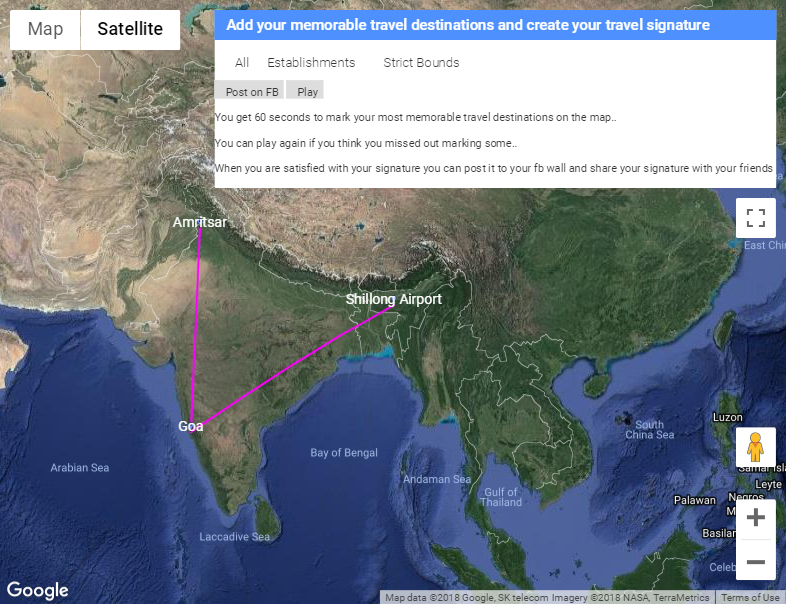 Map
Satellite
Add your memorable travel destinations and create your travel signature
All
Establishments
Strict Bounds
Post on FB
Play
You get 60 seconds to mark your most memorable travel destinations on the map..
You can play again if you think you missed out marking some..
When you are satisfied with your signature you can post it to your fb wall and share your signature with your friends
Amritsar
East Chi
Shillong Airport
Luzon
Goa
South
China Sea
Bay of Bengal
Arabian Sea
Samar Isl
Andaman Sea
Leyte
Gulf of
Thailand
Palawan
Negros
Laccadive Sea
Basilan
Celeb
Google
Map data ©2018 Google, SK telecom Imagery ©2018 NASA, TerraMetrics
Terms of Use